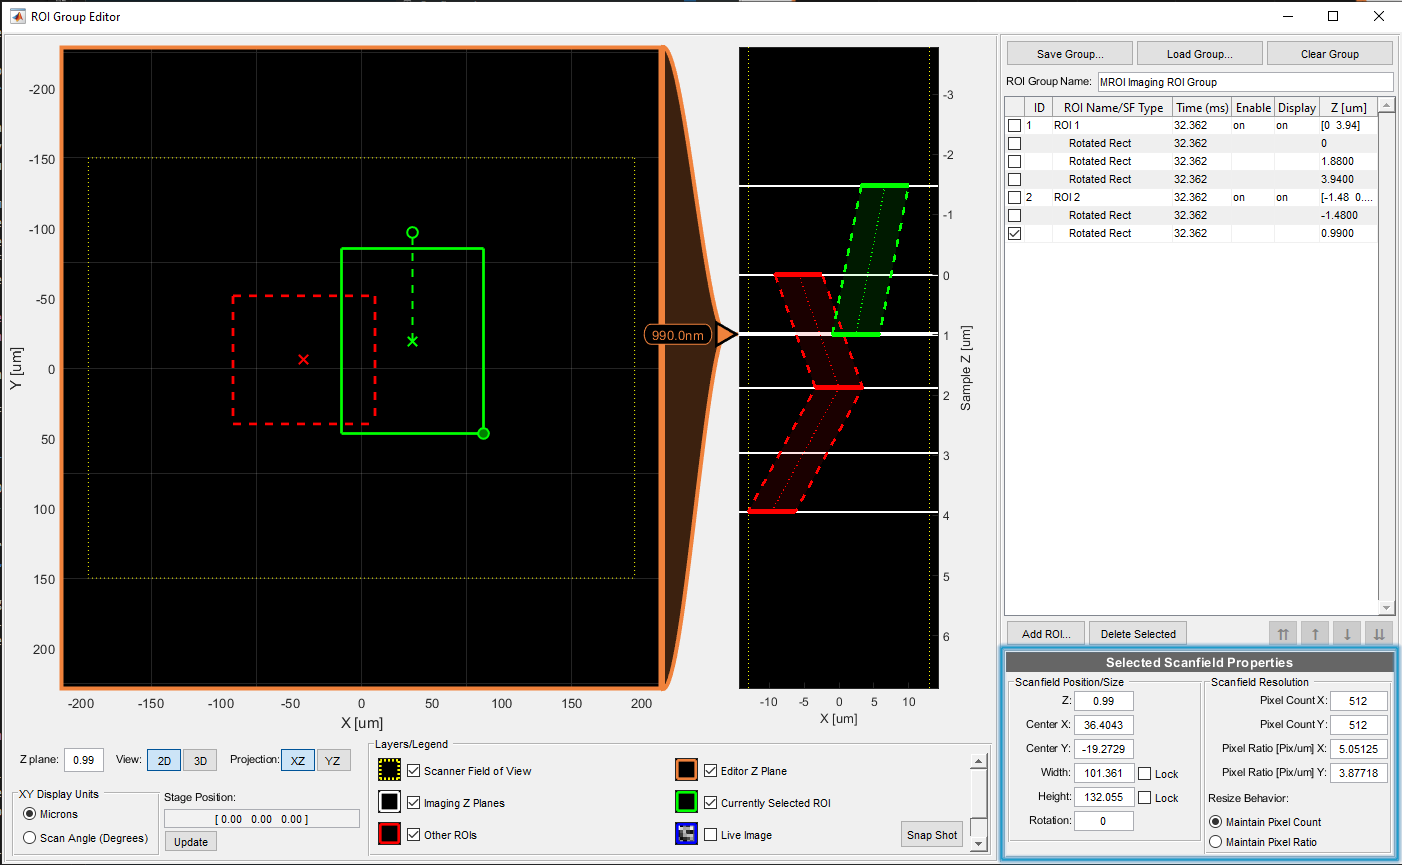 ROI Group Editor
-200
-150
-100
-50
0
50
100
150
200
Y [um]
-200
-100
-50
0
50
100
150
200
X [um]
990.0nm
-3
-2
-1
0
1
2
3
4
5
6
Sample Z [um]
-10
-5
0
5
10
X [um]
Save Group...
Load Group...
Clear Group
ROI Group Name:
MROI Imaging ROI Group
ID ROI Name/SF Type Time (ms) Enable Display Z [um]
1 ROI 1 32.362 on on [0 3.94]
Rotated Rect 32.362 0
Rotated Rect 32.362 1.8800
Rotated Rect 32.362 3.9400
2 ROI 2 32.362 on on [-1.48 0....
Rotated Rect 32.362 -1.4800
Rotated Rect 32.362 0.9900
Add ROI...
Delete Selected
Selected Scanfield Properties
Scanfield Position/Size
Z: 0.99
Center X: 36.4043
Center Y: -19.2729
Width: 101.361 Lock
Height: 132.055 Lock
Rotation: 0
Scanfield Resolution
Pixel Count X: 512
Pixel Count Y: 512
Pixel Ratio [Pix/um] X: 5.05125
Pixel Ratio [Pix/um] Y: 3.87718
Resize Behavior:
Maintain Pixel Count
Maintain Pixel Ratio
Z plane: 0.99
View: 2D 3D
Projection: XZ YZ
XY Display Units
Microns
Scan Angle (Degrees)
Stage Position:
[ 0.00 0.00 0.00 ]
Update
Layers/Legend
Scanner Field of View
Imaging Z Planes
Other ROIs
Editor Z Plane
Currently Selected ROI
Live Image
Snap Shot